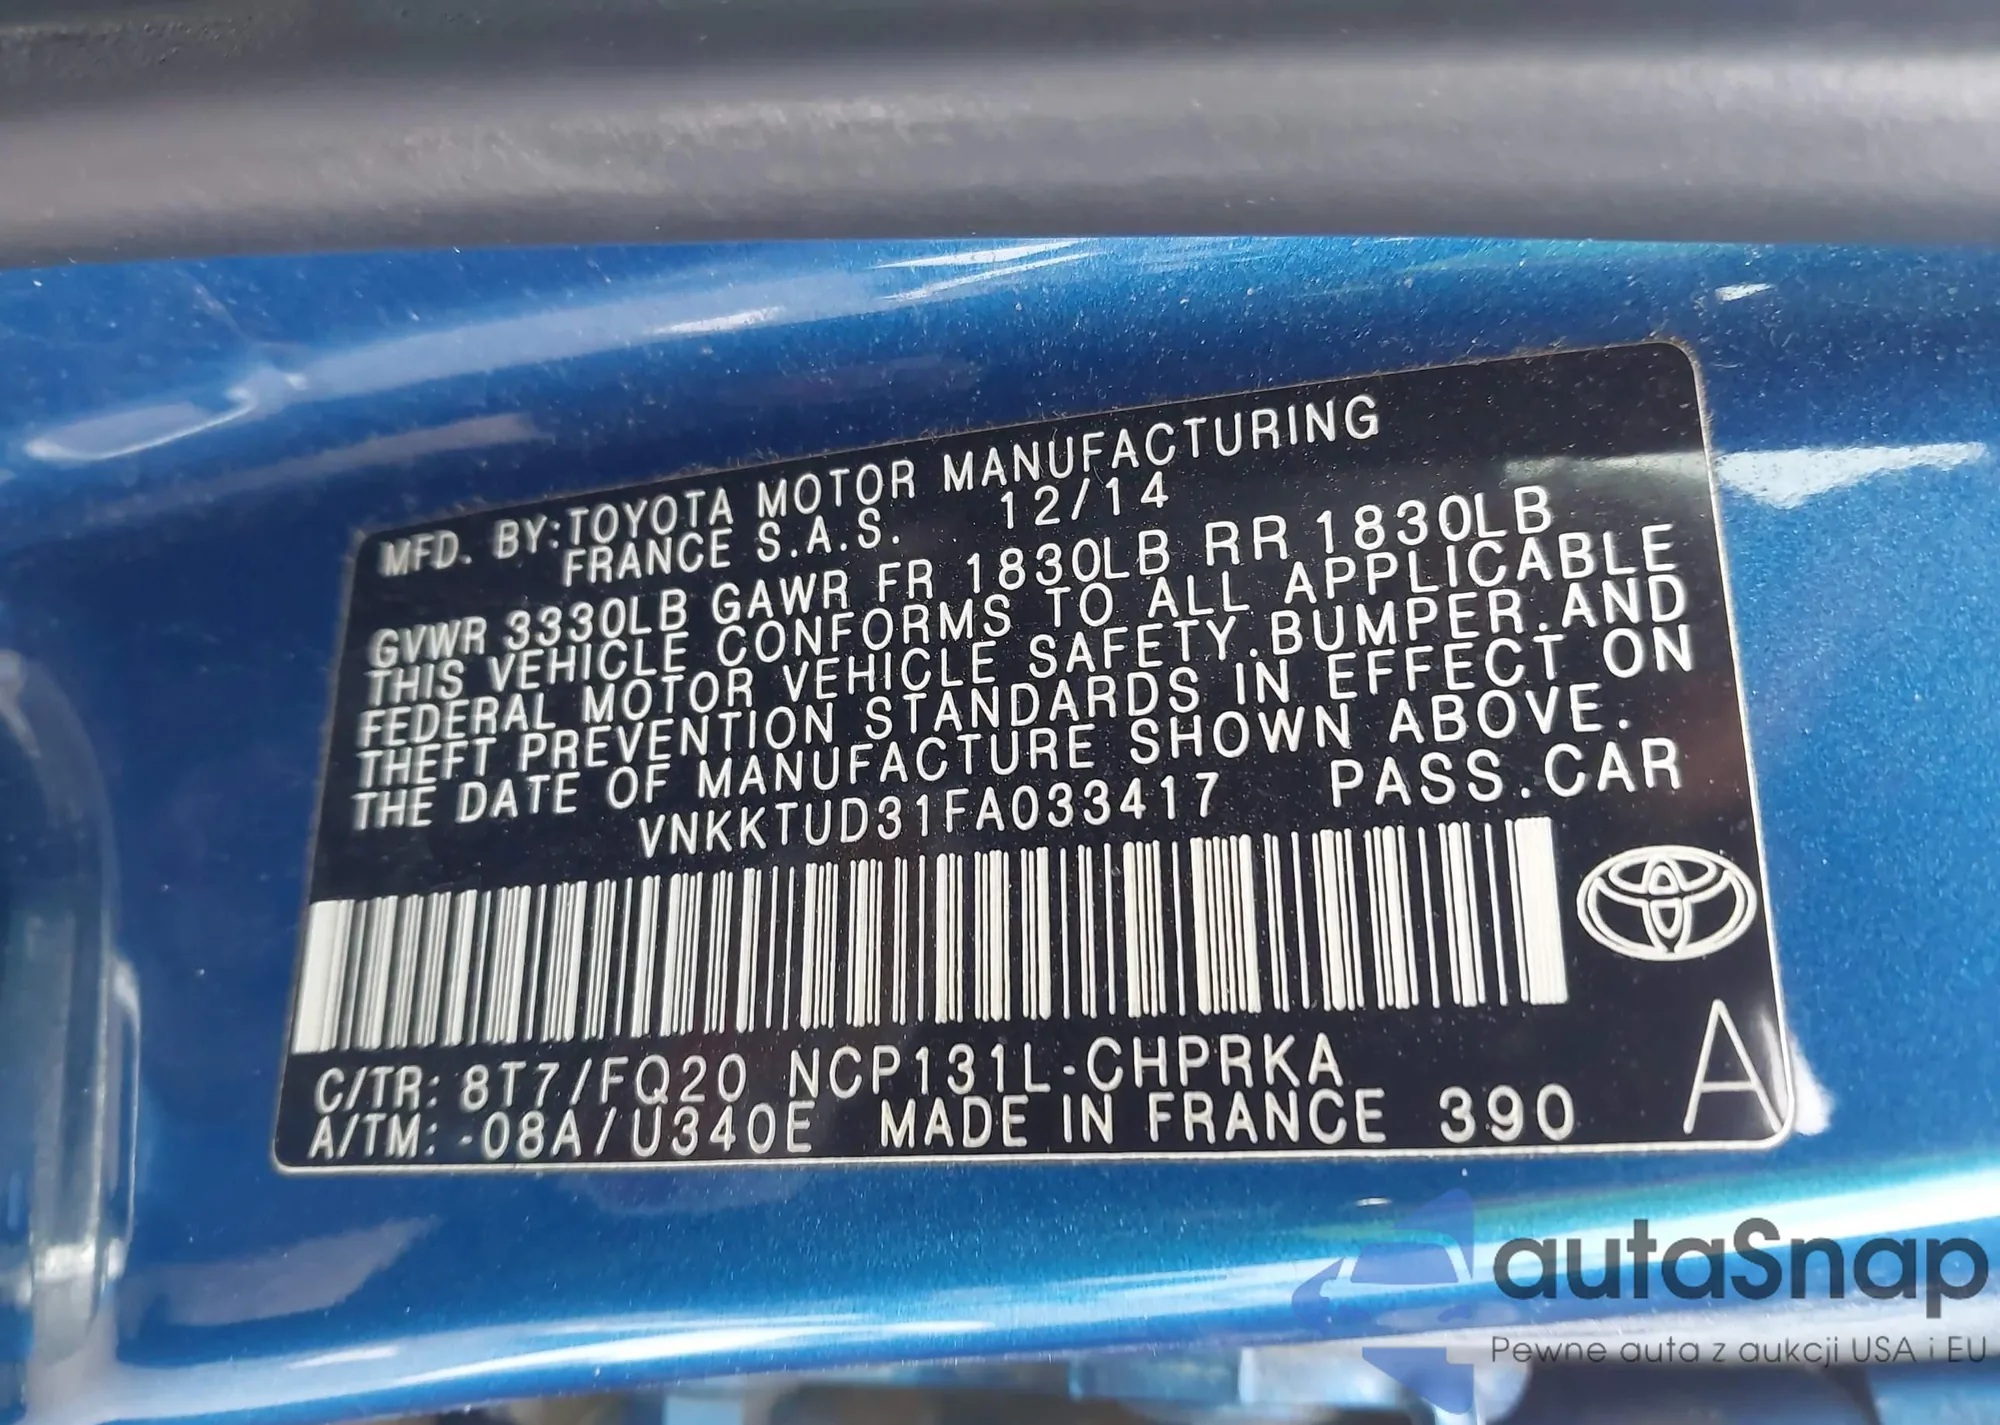 MFD. BY:TOYOTA MOTOR MANUFACTURING
FRANCE S.A.S. 12/14
GVWR 3330LB GAWR FR 1830LB RR 1830LB
THIS VEHICLE CONFORMS TO ALL APPLICABLE
FEDERAL MOTOR VEHICLE SAFETY.BUMPER.AND
THEFT PREVENTION STANDARDS IN EFFECT ON
THE DATE OF MANUFACTURE SHOWN ABOVE.
VNKKTUD31FA033417 PASS.CAR
C/TR: 8T7/FQ20 NCP131L-CHPRKA
A/TM: -08A/U340E MADE IN FRANCE 390
A
autaSnap
Pewne auta z aukcji USA i EU